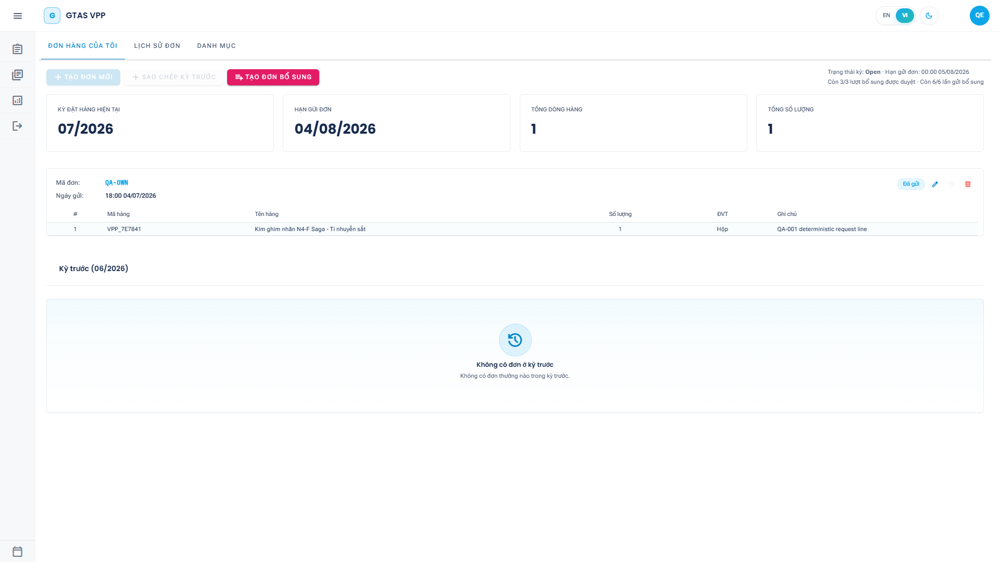 G GTAS VPP
EN VI
QE
ĐƠN HÀNG CỦA TÔI LỊCH SỬ ĐƠN DANH MỤC
TẠO ĐƠN MỚI SAO CHÉP KỲ TRƯỚC TẠO ĐƠN BỔ SUNG
Trạng thái kỳ: Open · Hạn gửi đơn: 00:00 05/08/2026
Còn 3/3 lượt bổ sung được duyệt · Còn 6/6 lần gửi bổ sung
KỲ ĐẶT HÀNG HIỆN TẠI
07/2026
HẠN GỬI ĐƠN
04/08/2026
TỔNG DÒNG HÀNG
1
TỔNG SỐ LƯỢNG
1
Mã đơn: QA-OWN
Đã gửi
Ngày gửi: 18:00 04/07/2026
# Mã hàng Tên hàng Số lượng ĐVT Ghi chú
1 VPP_7E7841 Kim ghim nhãn N4-F Saga - Ti nhuyễn sắt 1 Hộp QA-001 deterministic request line
Kỳ trước (06/2026)
Không có đơn ở kỳ trước
Không có đơn thường nào trong kỳ trước.